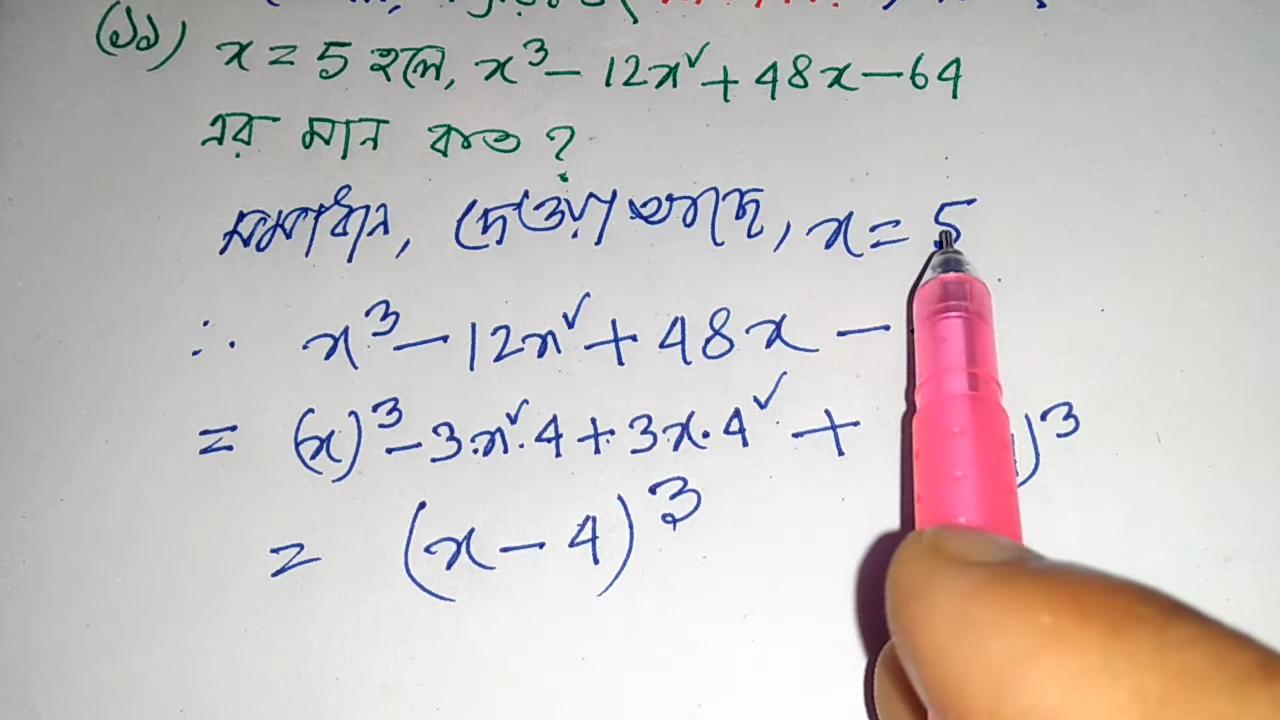 (১১) x = 5 হলে, x³ - 12x² + 48x - 64
এর মান কত ?
সমাধান, দেওয়া আছে, x = 5
∴ x³ - 12x² + 48x -
= (x)³ - 3.x².4 + 3x.4² + )³
= (x - 4)³